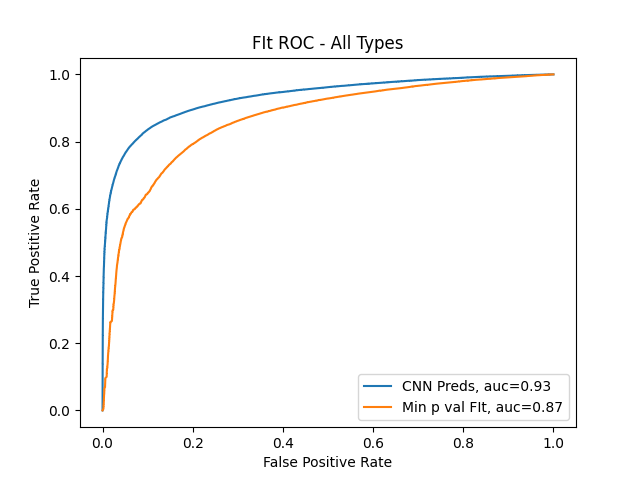 FIt ROC - All Types
True Postitive Rate
1.0
0.8
0.6
0.4
0.2
0.0
CNN Preds, auc=0.93
Min p val FIt, auc=0.87
0.0 0.2 0.4 0.6 0.8 1.0
False Positive Rate